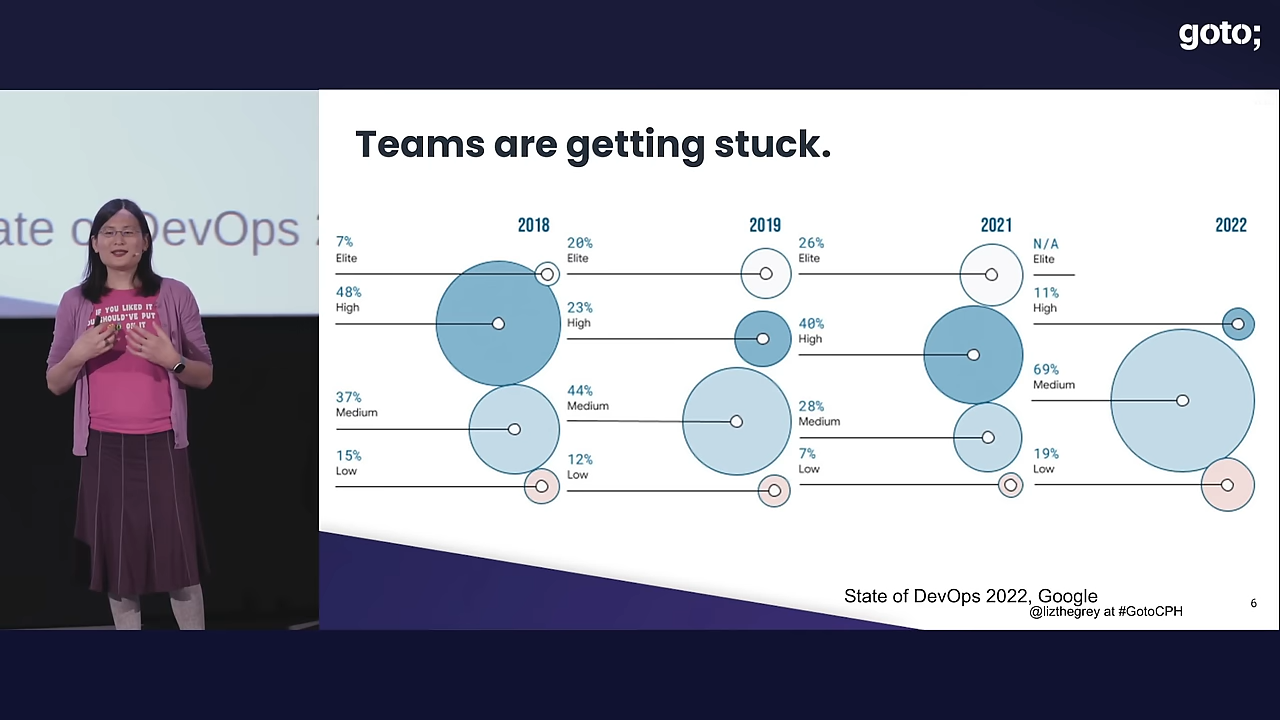 goto;
ate o DevOps 2
IF YOU LIKED IT
SHOULD'VE PUT
ON IT
Teams are getting stuck.
2018
7%
Elite
48%
High
37%
Medium
15%
Low
2019
20%
Elite
23%
High
44%
Medium
12%
Low
2021
26%
Elite
40%
High
28%
Medium
7%
Low
2022
N/A
Elite
11%
High
69%
Medium
19%
Low
State of DevOps 2022, Google
@lizthegrey at #GotoCPH
6